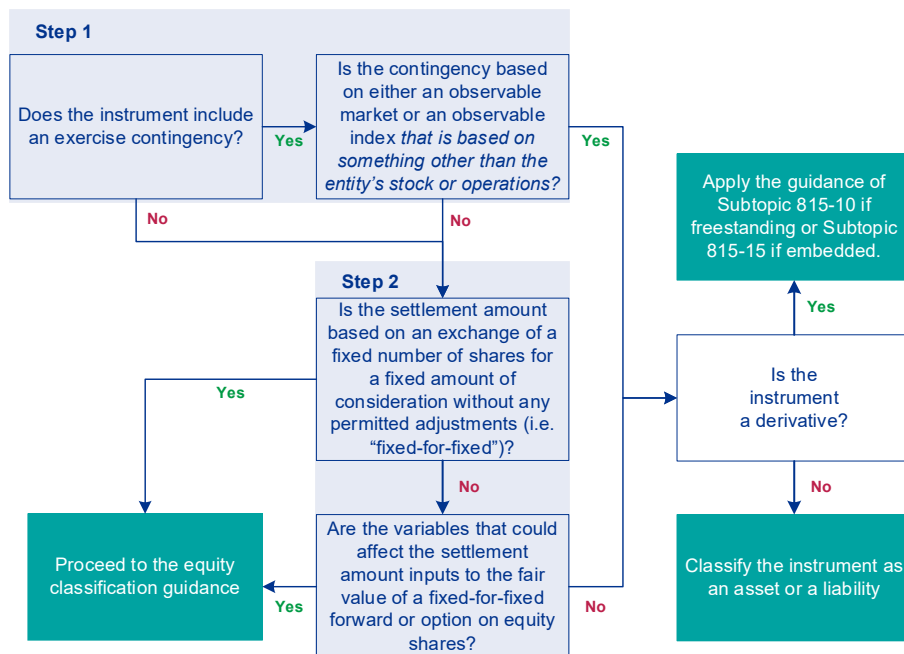 Step 1
Does the instrument include
an exercise contingency?
Yes
Is the contingency based
on either an observable
market or an observable
index that is based on
something other than the
entity's stock or operations?
Yes
No
No
Step 2
Is the settlement amount
based on an exchange of a
fixed number of shares for
a fixed amount of
consideration without any
permitted adjustments (i.e.
“fixed-for-fixed”)?
Yes
No
Are the variables that could
affect the settlement
amount inputs to the fair
value of a fixed-for-fixed
forward or option on equity
shares?
Yes
No
Proceed to the equity
classification guidance
Apply the guidance of
Subtopic 815-10 if
freestanding or Subtopic
815-15 if embedded.
Yes
Is the
instrument
a derivative?
No
Classify the instrument as
an asset or a liability